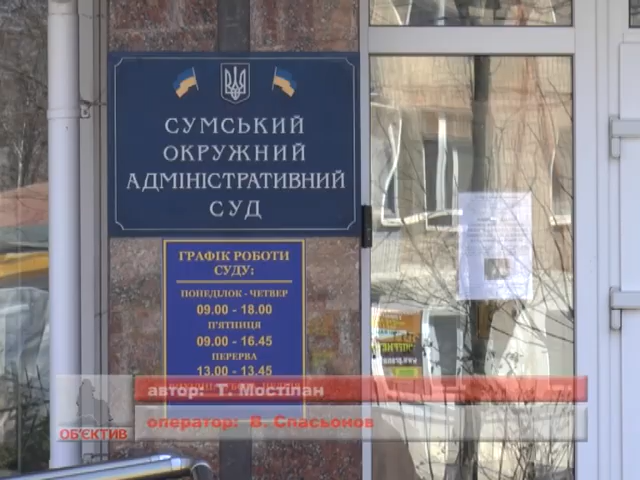 СУМСЬКИЙ
ОКРУЖНИЙ
АДМІНІСТРАТИВНИЙ
СУД
ГРАФІК РОБОТИ
СУДУ:
ПОНЕДІЛОК - ЧЕТВЕР
09.00 - 18.00
П'ЯТНИЦЯ
09.00 - 16.45
ПЕРЕРВА
13.00 - 13.45
автор: Т. Мостіпан
оператор: В. Спасьонов
ОБ'ЄКТИВ